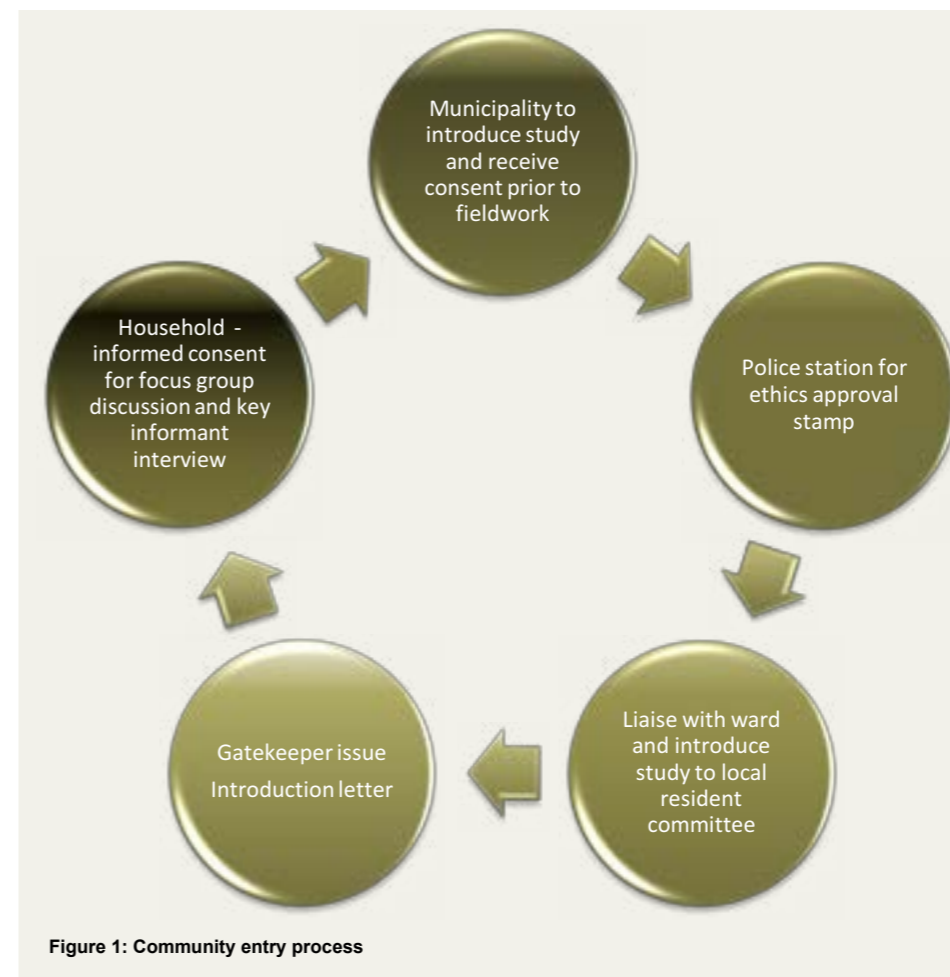 Municipality to
introduce study
and receive
consent prior to
fieldwork
Police station for
ethics approval
stamp
Liaise with ward
and introduce
study to local
resident
committee
Gatekeeper issue
Introduction letter
Household -
informed consent
for focus group
discussion and key
informant
interview
Figure 1: Community entry process